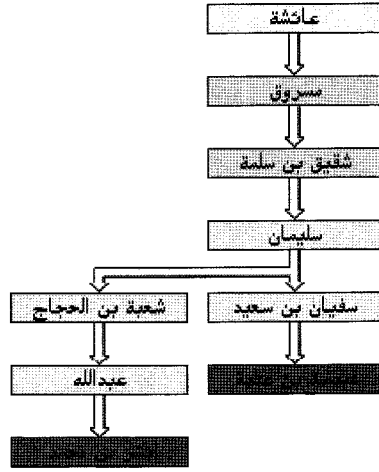 عائشة
مسروق
شقيق بن سلمة
سليمان
سفيان بن سعيد
شعبة بن الحجاج
عبدالله